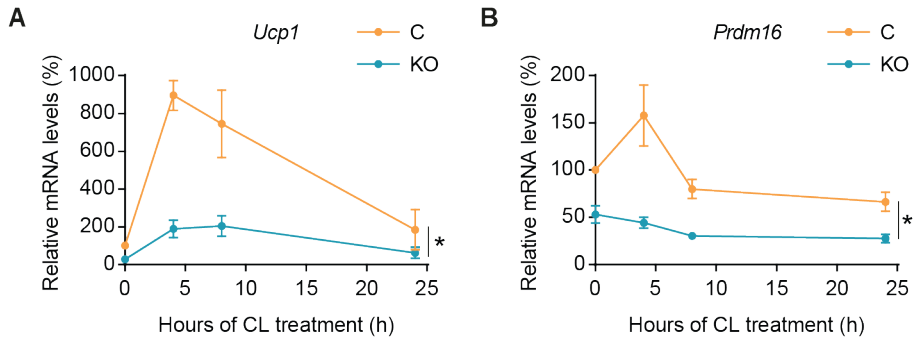 A
Ucp1
C
KO
Relative mRNA levels (%)
1000
800
600
400
200
0
0 5 10 15 20 25
Hours of CL treatment (h)
*
B
Prdm16
C
KO
Relative mRNA levels (%)
200
150
100
50
0
0 5 10 15 20 25
Hours of CL treatment (h)
*